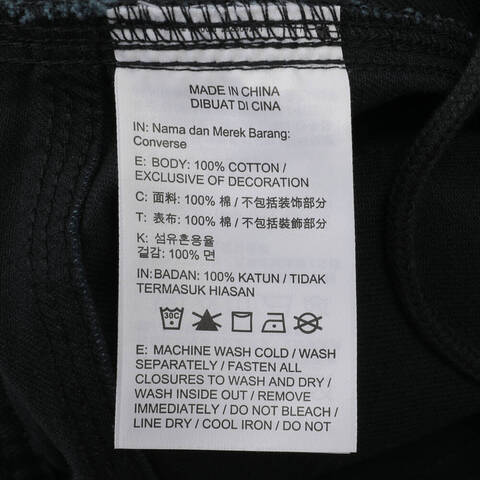 MADE IN CHINA
DIBUAT DI CINA
IN: Nama dan Merek Barang:
Converse
E: BODY: 100% COTTON /
EXCLUSIVE OF DECORATION
C: 面料: 100% 棉 / 不包括装饰部分
T: 表布: 100% 棉 / 不包括裝飾部分
K: 섬유혼용율
겉감: 100% 면
IN: BADAN: 100% KATUN / TIDAK
TERMASUK HIASAN
30C
E: MACHINE WASH COLD / WASH
SEPARATELY / FASTEN ALL
CLOSURES TO WASH AND DRY /
WASH INSIDE OUT / REMOVE
IMMEDIATELY / DO NOT BLEACH /
LINE DRY / COOL IRON / DO NOT